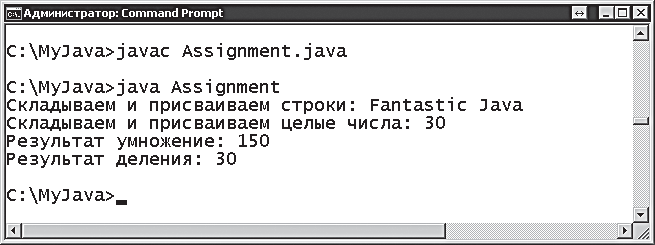 Администратор: Command Prompt
C:\MyJava>javac Assignment.java
C:\MyJava>java Assignment
Складываем и присваиваем строки: Fantastic Java
Складываем и присваиваем целые числа: 30
Результат умножение: 150
Результат деления: 30
C:\MyJava>